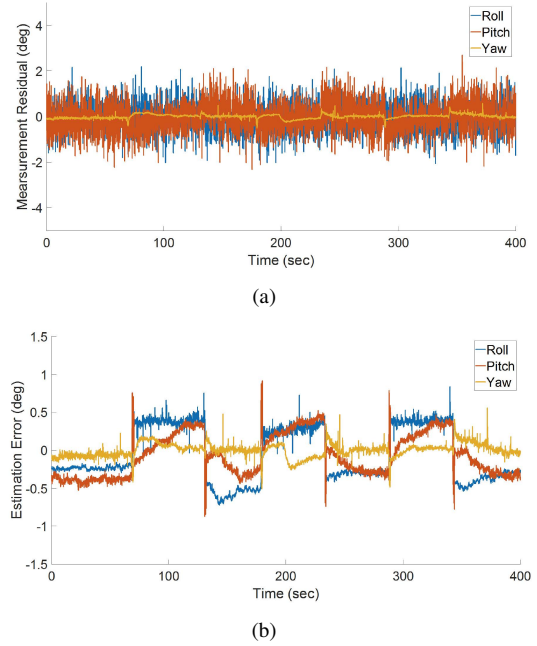 Mearsurement Residual (deg)
4
2
0
-2
-4
Roll
Pitch
Yaw
0
100
200
300
400
Time (sec)
(a)
Estimation Error (deg)
1.5
1
0.5
0
-0.5
-1
-1.5
Roll
Pitch
Yaw
0
100
200
300
400
Time (sec)
(b)